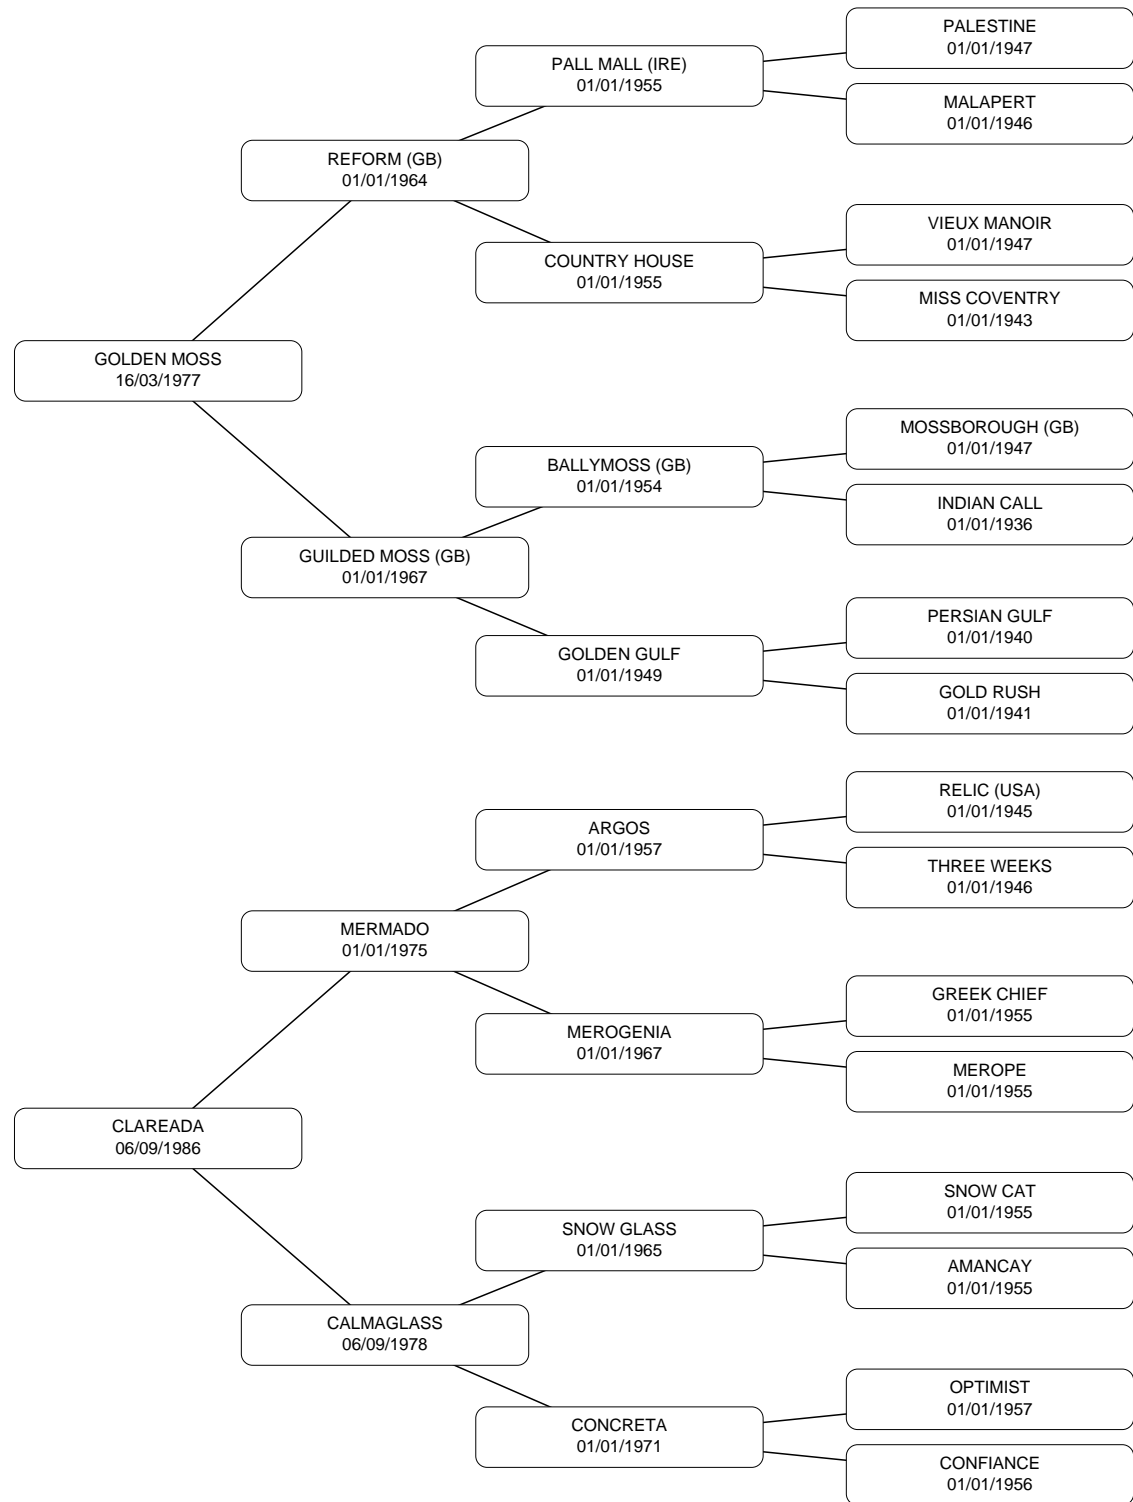 PALESTINE
01/01/1947
PALL MALL (IRE)
01/01/1955
MALAPERT
01/01/1946
REFORM (GB)
01/01/1964
VIEUX MANOIR
01/01/1947
COUNTRY HOUSE
01/01/1955
MISS COVENTRY
01/01/1943
GOLDEN MOSS
16/03/1977
MOSSBOROUGH (GB)
01/01/1947
BALLYMOSS (GB)
01/01/1954
INDIAN CALL
01/01/1936
GUILDED MOSS (GB)
01/01/1967
PERSIAN GULF
01/01/1940
GOLDEN GULF
01/01/1949
GOLD RUSH
01/01/1941
RELIC (USA)
01/01/1945
ARGOS
01/01/1957
THREE WEEKS
01/01/1946
MERMADO
01/01/1975
GREEK CHIEF
01/01/1955
MEROGENIA
01/01/1967
MEROPE
01/01/1955
CLAREADA
06/09/1986
SNOW CAT
01/01/1955
SNOW GLASS
01/01/1965
AMANCAY
01/01/1955
CALMAGLASS
06/09/1978
OPTIMIST
01/01/1957
CONCRETA
01/01/1971
CONFIANCE
01/01/1956